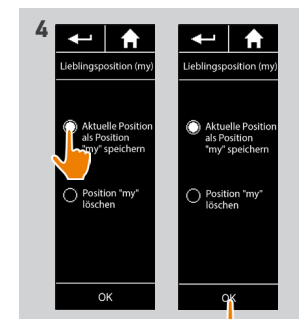 4
Lieblingsposition (my)
Aktuelle Position
als Position
"my" speichern
Position "my"
löschen
OK
Lieblingsposition (my)
Aktuelle Position
als Position
"my" speichern
Position "my"
löschen
OK